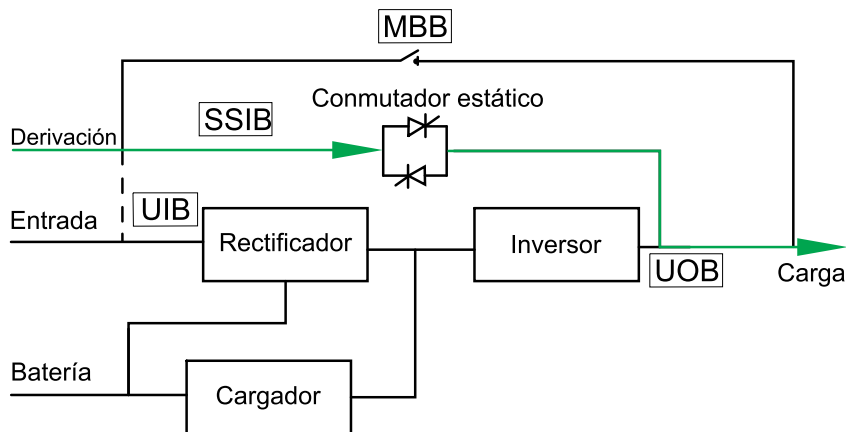 MBB
Conmutador estático
SSIB
Derivación
UIB
Entrada
Rectificador
Inversor
UOB
Carga
Batería
Cargador